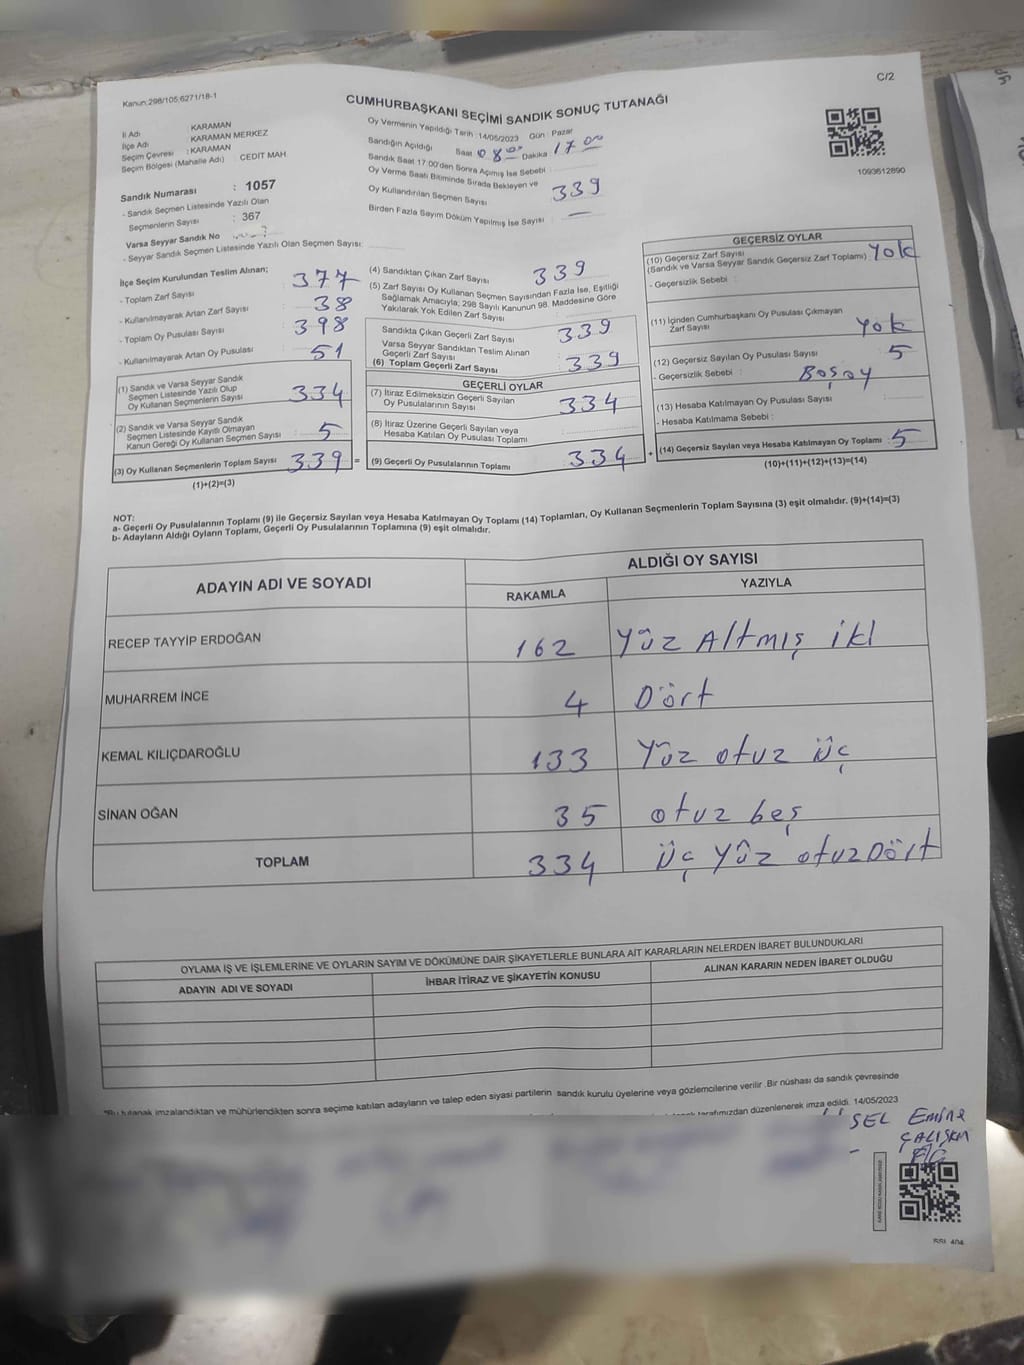 Kanun:298/105;6271/18-1
C/2
CUMHURBAŞKANI SEÇİMİ SANDIK SONUÇ TUTANAĞI
İl Adı : KARAMAN
İlçe Adı : KARAMAN MERKEZ
Seçim Çevresi : KARAMAN
Seçim Bölgesi (Mahalle Adı) : CEDİT MAH
Sandık Numarası : 1057
- Sandık Seçmen Listesinde Yazılı Olan
Seçmenlerin Sayısı : 367
Varsa Seyyar Sandık No
- Seyyar Sandık Seçmen Listesinde Yazılı Olan Seçmen Sayısı:
Oy Vermenin Yapıldığı Tarih : 14/05/2023 Gün : Pazar
Sandığın Açıldığı Saat 08 00 Dakika 17 00
Sandık Saat 17:00'den Sonra Açımış İse Sebebi :
Oy Verme Saati Bitiminde Sırada Bekleyen ve
Oy Kullandırılan Seçmen Sayısı 339
Birden Fazla Sayım Döküm Yapılmış İse Sayısı : —
1093612890
İlçe Seçim Kurulundan Teslim Alınan;
- Toplam Zarf Sayısı : 377
- Kullanılmayarak Artan Zarf Sayısı : 38
- Toplam Oy Pusulası Sayısı : 398
- Kullanılmayarak Artan Oy Pusulası : 51
(1) Sandık ve Varsa Seyyar Sandık
Seçmen Listesinde Yazılı Olup
Oy Kullanan Seçmenlerin Sayısı : 334
(2) Sandık ve Varsa Seyyar Sandık
Seçmen Listesinde Kayıtlı Olmayan
Kanun Gereği Oy Kullanan Seçmen Sayısı : 5
(3) Oy Kullanan Seçmenlerin Toplam Sayısı : 339 =
(1)+(2)=(3)
(4) Sandıktan Çıkan Zarf Sayısı 339
(5) Zarf Sayısı Oy Kullanan Seçmen Sayısından Fazla İse, Eşitliği
Sağlamak Amacıyla; 298 Sayılı Kanunun 98. Maddesine Göre
Yakılarak Yok Edilen Zarf Sayısı :
Sandıkta Çıkan Geçerli Zarf Sayısı : 339
Varsa Seyyar Sandıktan Teslim Alınan
Geçerli Zarf Sayısı
(6) Toplam Geçerli Zarf Sayısı : 339
GEÇERLİ OYLAR
(7) İtiraz Edilmeksizin Geçerli Sayılan
Oy Pusulalarının Sayısı : 334
(8) İtiraz Üzerine Geçerli Sayılan veya
Hesaba Katılan Oy Pusulası Toplamı :
(9) Geçerli Oy Pusulalarının Toplamı : 334 +
GEÇERSİZ OYLAR
(10) Geçersiz Zarf Sayısı
(Sandık ve Varsa Seyyar Sandık Geçersiz Zarf Toplamı) : Yok
- Geçersizlik Sebebi :
(11) İçinden Cumhurbaşkanı Oy Pusulası Çıkmayan
Zarf Sayısı : Yok
(12) Geçersiz Sayılan Oy Pusulası Sayısı : 5
- Geçersizlik Sebebi : Boşoy
(13) Hesaba Katılmayan Oy Pusulası Sayısı :
- Hesaba Katılmama Sebebi :
(14) Geçersiz Sayılan veya Hesaba Katılmayan Oy Toplamı : 5
(10)+(11)+(12)+(13)=(14)
NOT:
a- Geçerli Oy Pusulalarının Toplamı (9) ile Geçersiz Sayılan veya Hesaba Katılmayan Oy Toplamı (14) Toplamları, Oy Kullanan Seçmenlerin Toplam Sayısına (3) eşit olmalıdır. (9)+(14)=(3)
b- Adayların Aldığı Oyların Toplamı, Geçerli Oy Pusulalarının Toplamına (9) eşit olmalıdır.
ADAYIN ADI VE SOYADI
ALDIĞI OY SAYISI
RAKAMLA YAZIYLA
RECEP TAYYİP ERDOĞAN 162 Yüz Altmış iki
MUHARREM İNCE 4 Dört
KEMAL KILIÇDAROĞLU 133 Yüz otuz üç
SİNAN OĞAN 35 otuz beş
TOPLAM 334 üç yüz otuz Dört
OYLAMA İŞ VE İŞLEMLERİNE VE OYLARIN SAYIM VE DÖKÜMÜNE DAİR ŞİKAYETLERLE BUNLARA AİT KARARLARIN NELERDEN İBARET BULUNDUKLARI
ADAYIN ADI VE SOYADI İHBAR İTİRAZ VE ŞİKAYETİN KONUSU ALINAN KARARIN NEDEN İBARET OLDUĞU
*Bu tutanak imzalandıktan ve mühürlendikten sonra seçime katılan adayların ve talep eden siyasi partilerin sandık kurulu üyelerine veya gözlemcilerine verilir .Bir nüshası da sandık çevresinde
tarafımızdan düzenlenerek imza edildi. 14/05/2023
SEL Emine
ÇALIŞKN